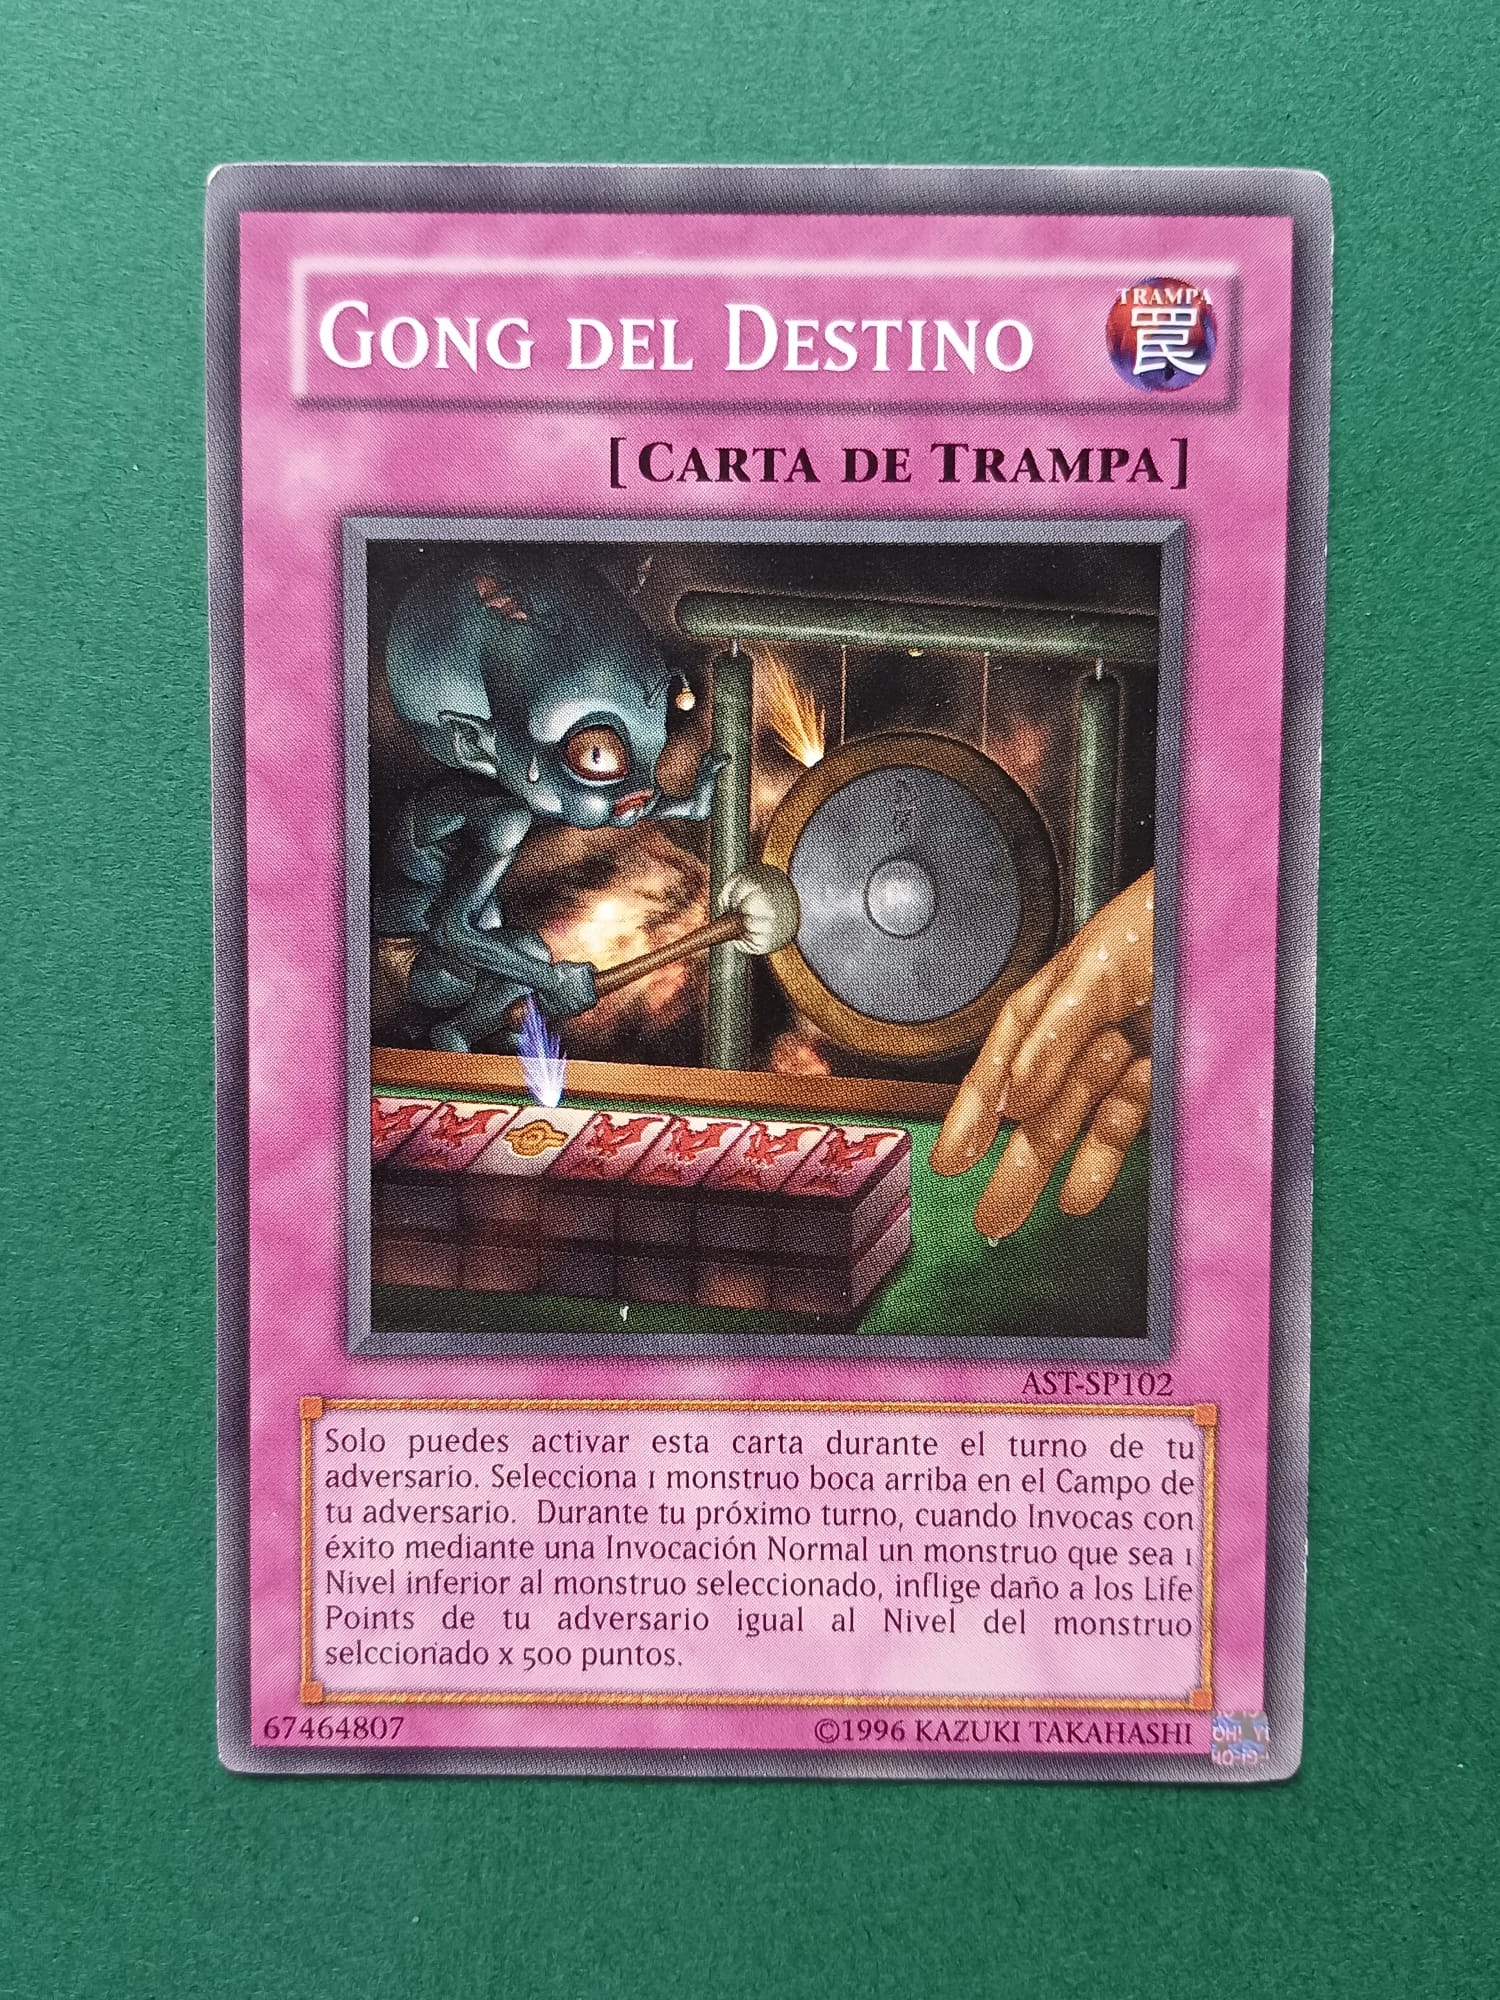 GONG DEL DESTINO
TRAMPA
罠
[CARTA DE TRAMPA]
AST-SP102
Solo puedes activar esta carta durante el turno de tu
adversario. Selecciona 1 monstruo boca arriba en el Campo de
tu adversario. Durante tu próximo turno, cuando Invocas con
éxito mediante una Invocación Normal un monstruo que sea 1
Nivel inferior al monstruo seleccionado, inflige daño a los Life
Points de tu adversario igual al Nivel del monstruo
selccionado x 500 puntos.
67464807
©1996 KAZUKI TAKAHASHI